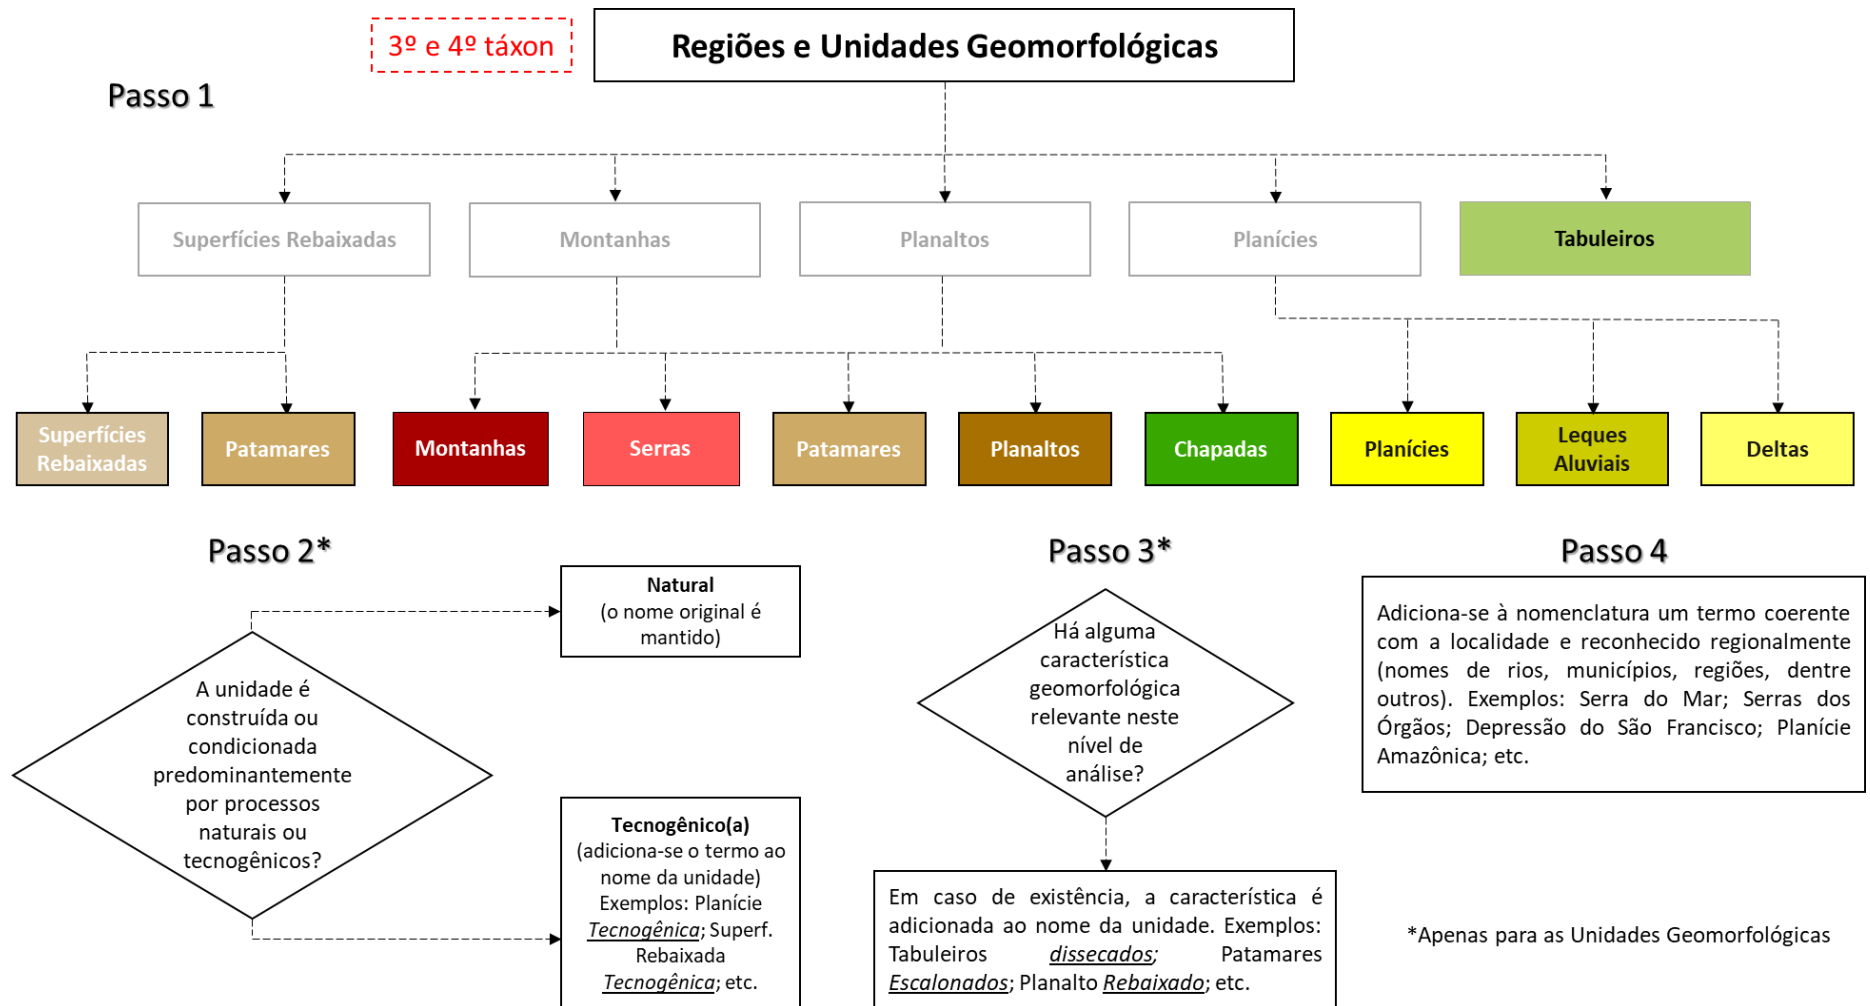 3º e 4º táxon
Regiões e Unidades Geomorfológicas
Passo 1
Superfícies Rebaixadas
Montanhas
Planaltos
Planícies
Tabuleiros
Superfícies
Rebaixadas
Patamares
Montanhas
Serras
Patamares
Planaltos
Chapadas
Planícies
Leques
Aluviais
Deltas
Passo 2*
A unidade é
construída ou
condicionada
predominantemente
por processos
naturais ou
tecnogênicos?
Natural
(o nome original é
mantido)
Tecnogênico(a)
(adiciona-se o termo ao
nome da unidade)
Exemplos: Planície
Tecnogênica; Superf.
Rebaixada
Tecnogênica; etc.
Passo 3*
Há alguma
característica
geomorfológica
relevante neste
nível de
análise?
Em caso de existência, a característica é
adicionada ao nome da unidade. Exemplos:
Tabuleiros dissecados; Patamares
Escalonados; Planalto Rebaixado; etc.
Passo 4
Adiciona-se à nomenclatura um termo coerente
com a localidade e reconhecido regionalmente
(nomes de rios, municípios, regiões, dentre
outros). Exemplos: Serra do Mar; Serras dos
Órgãos; Depressão do São Francisco; Planície
Amazônica; etc.
*Apenas para as Unidades Geomorfológicas